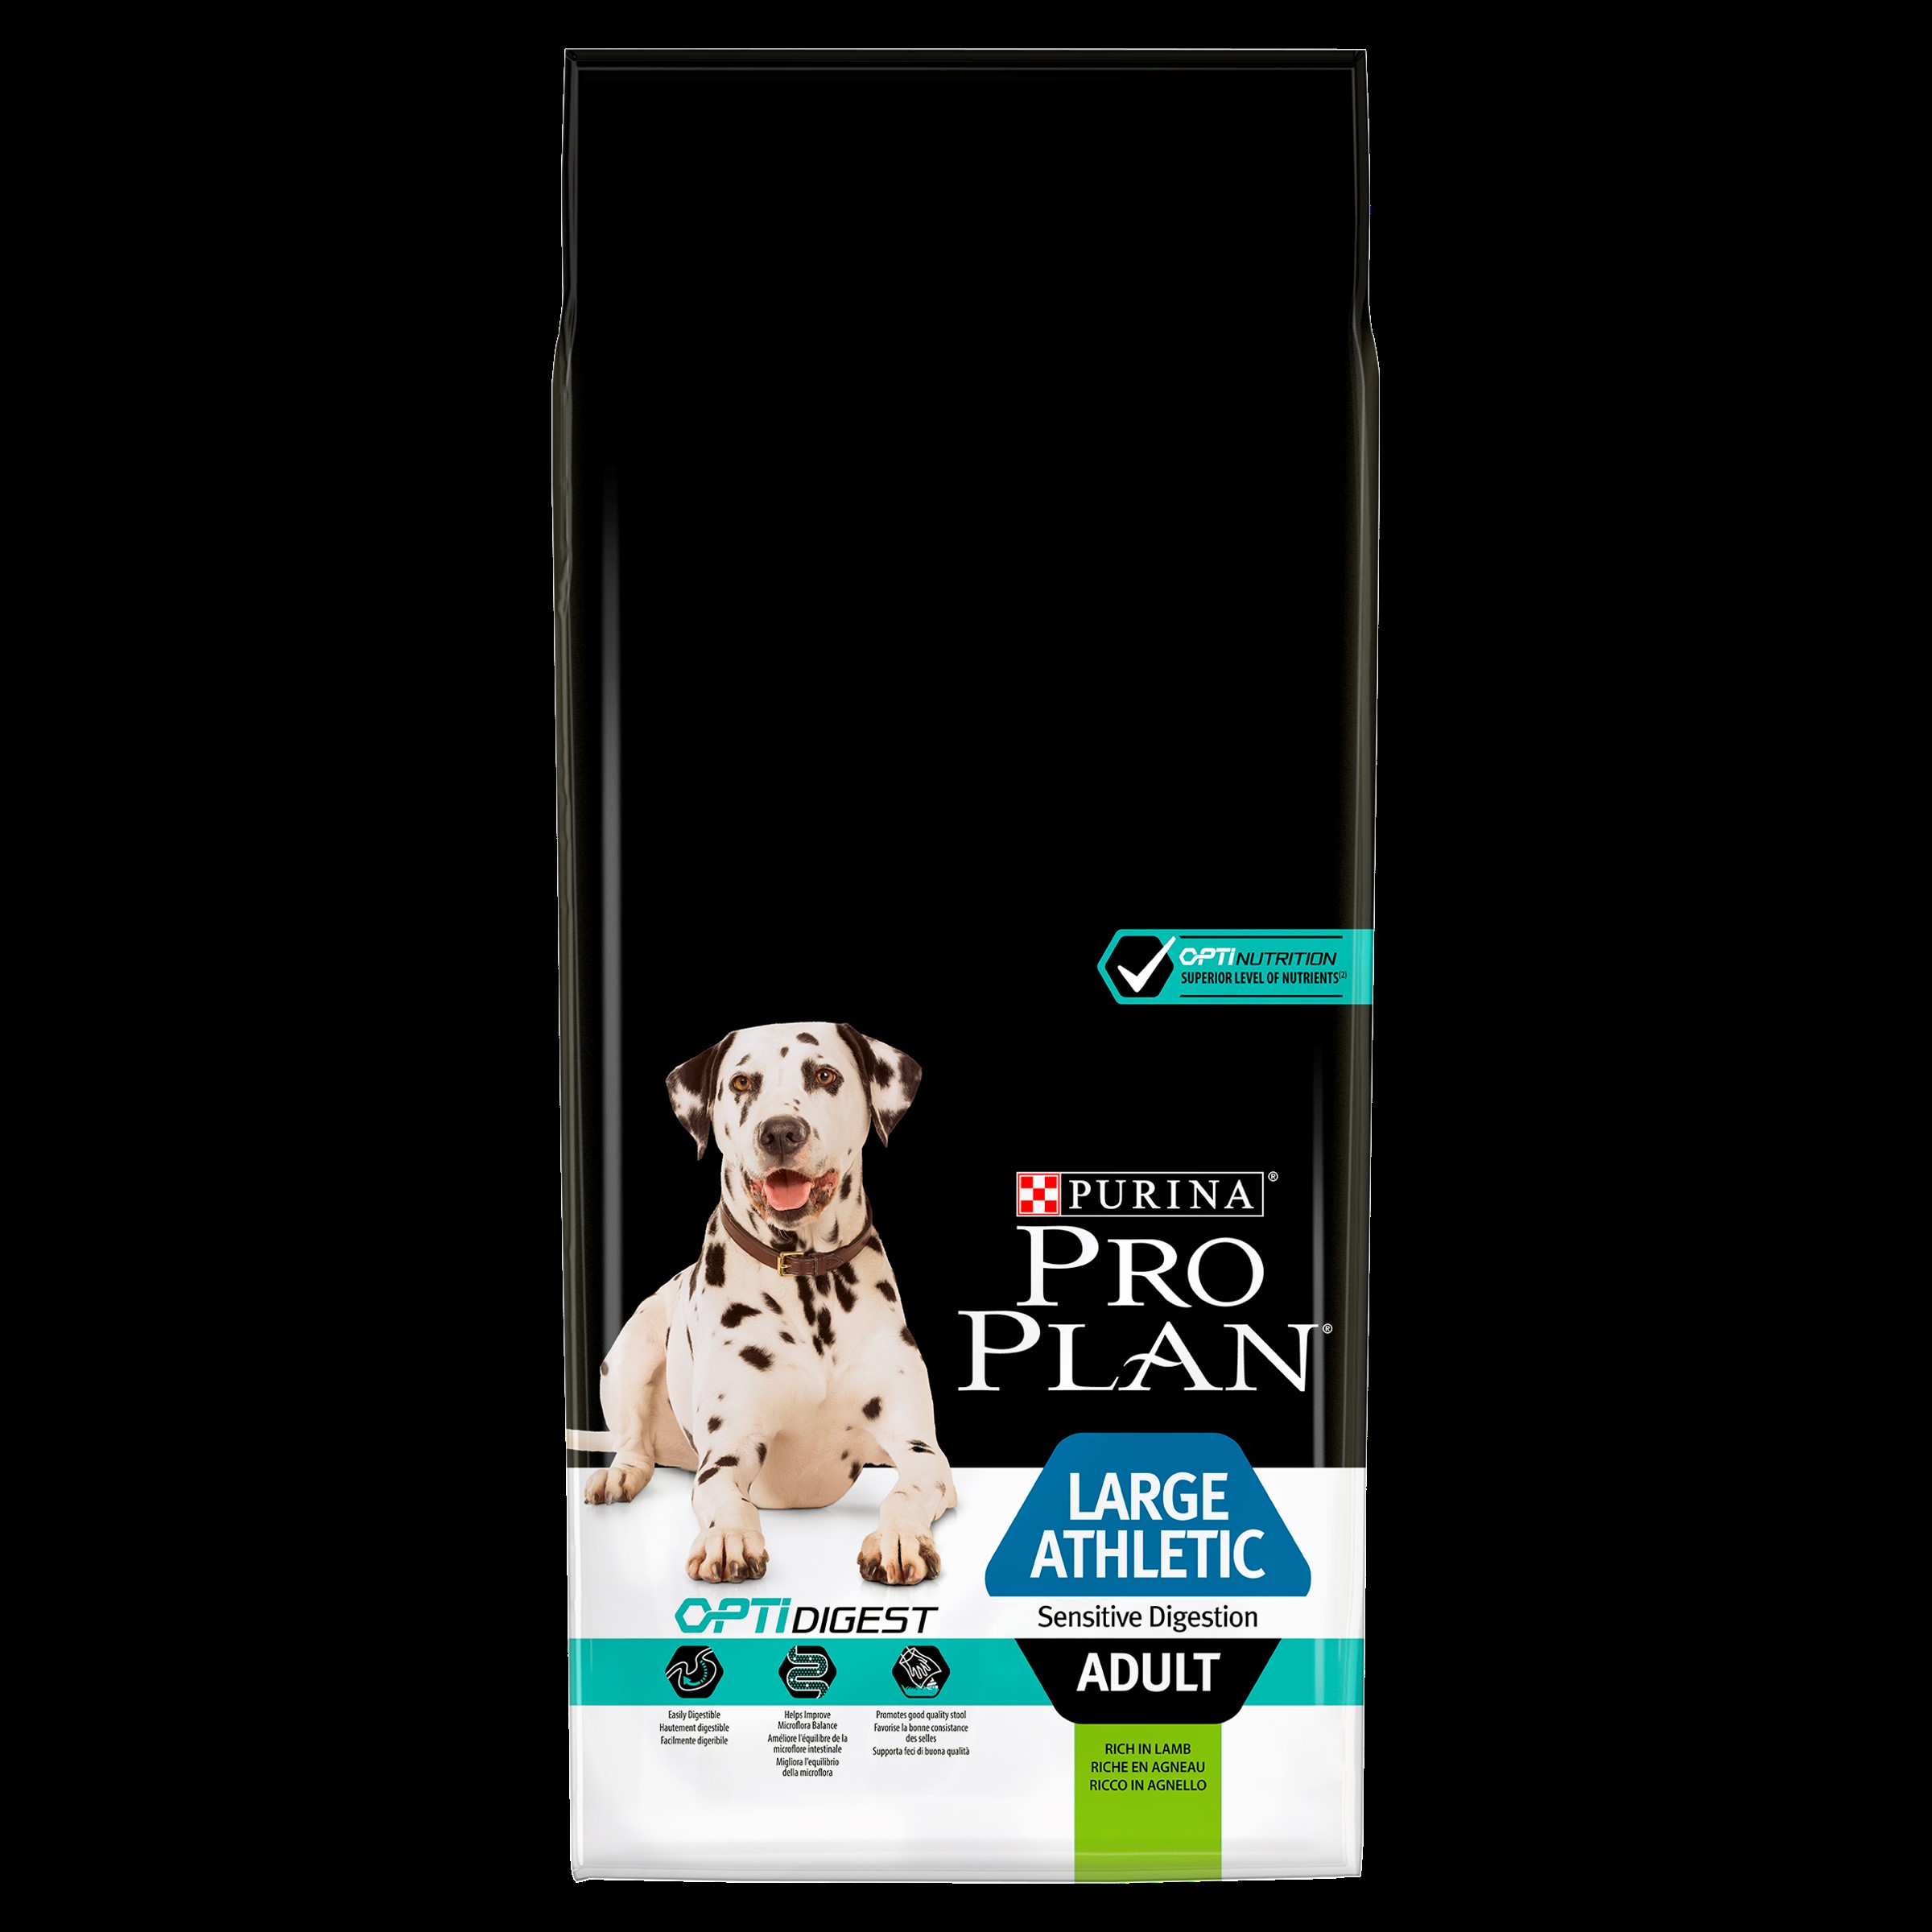 OPTINUTRITION
SUPERIOR LEVEL OF NUTRIENTS(2)
PURINA®
PRO
PLAN®
LARGE
ATHLETIC
Sensitive Digestion
ADULT
OPTIDIGEST
Easily Digestible
Hautement digestible
Facilmente digeribile
Helps Improve
Microflora Balance
Améliore l'équilibre de la
microflore intestinale
Migliora l'equilibrio
della microflora
Promotes good quality stool
Favorise la bonne consistance
des selles
Supporta feci di buona qualità
RICH IN LAMB
RICHE EN AGNEAU
RICCO IN AGNELLO